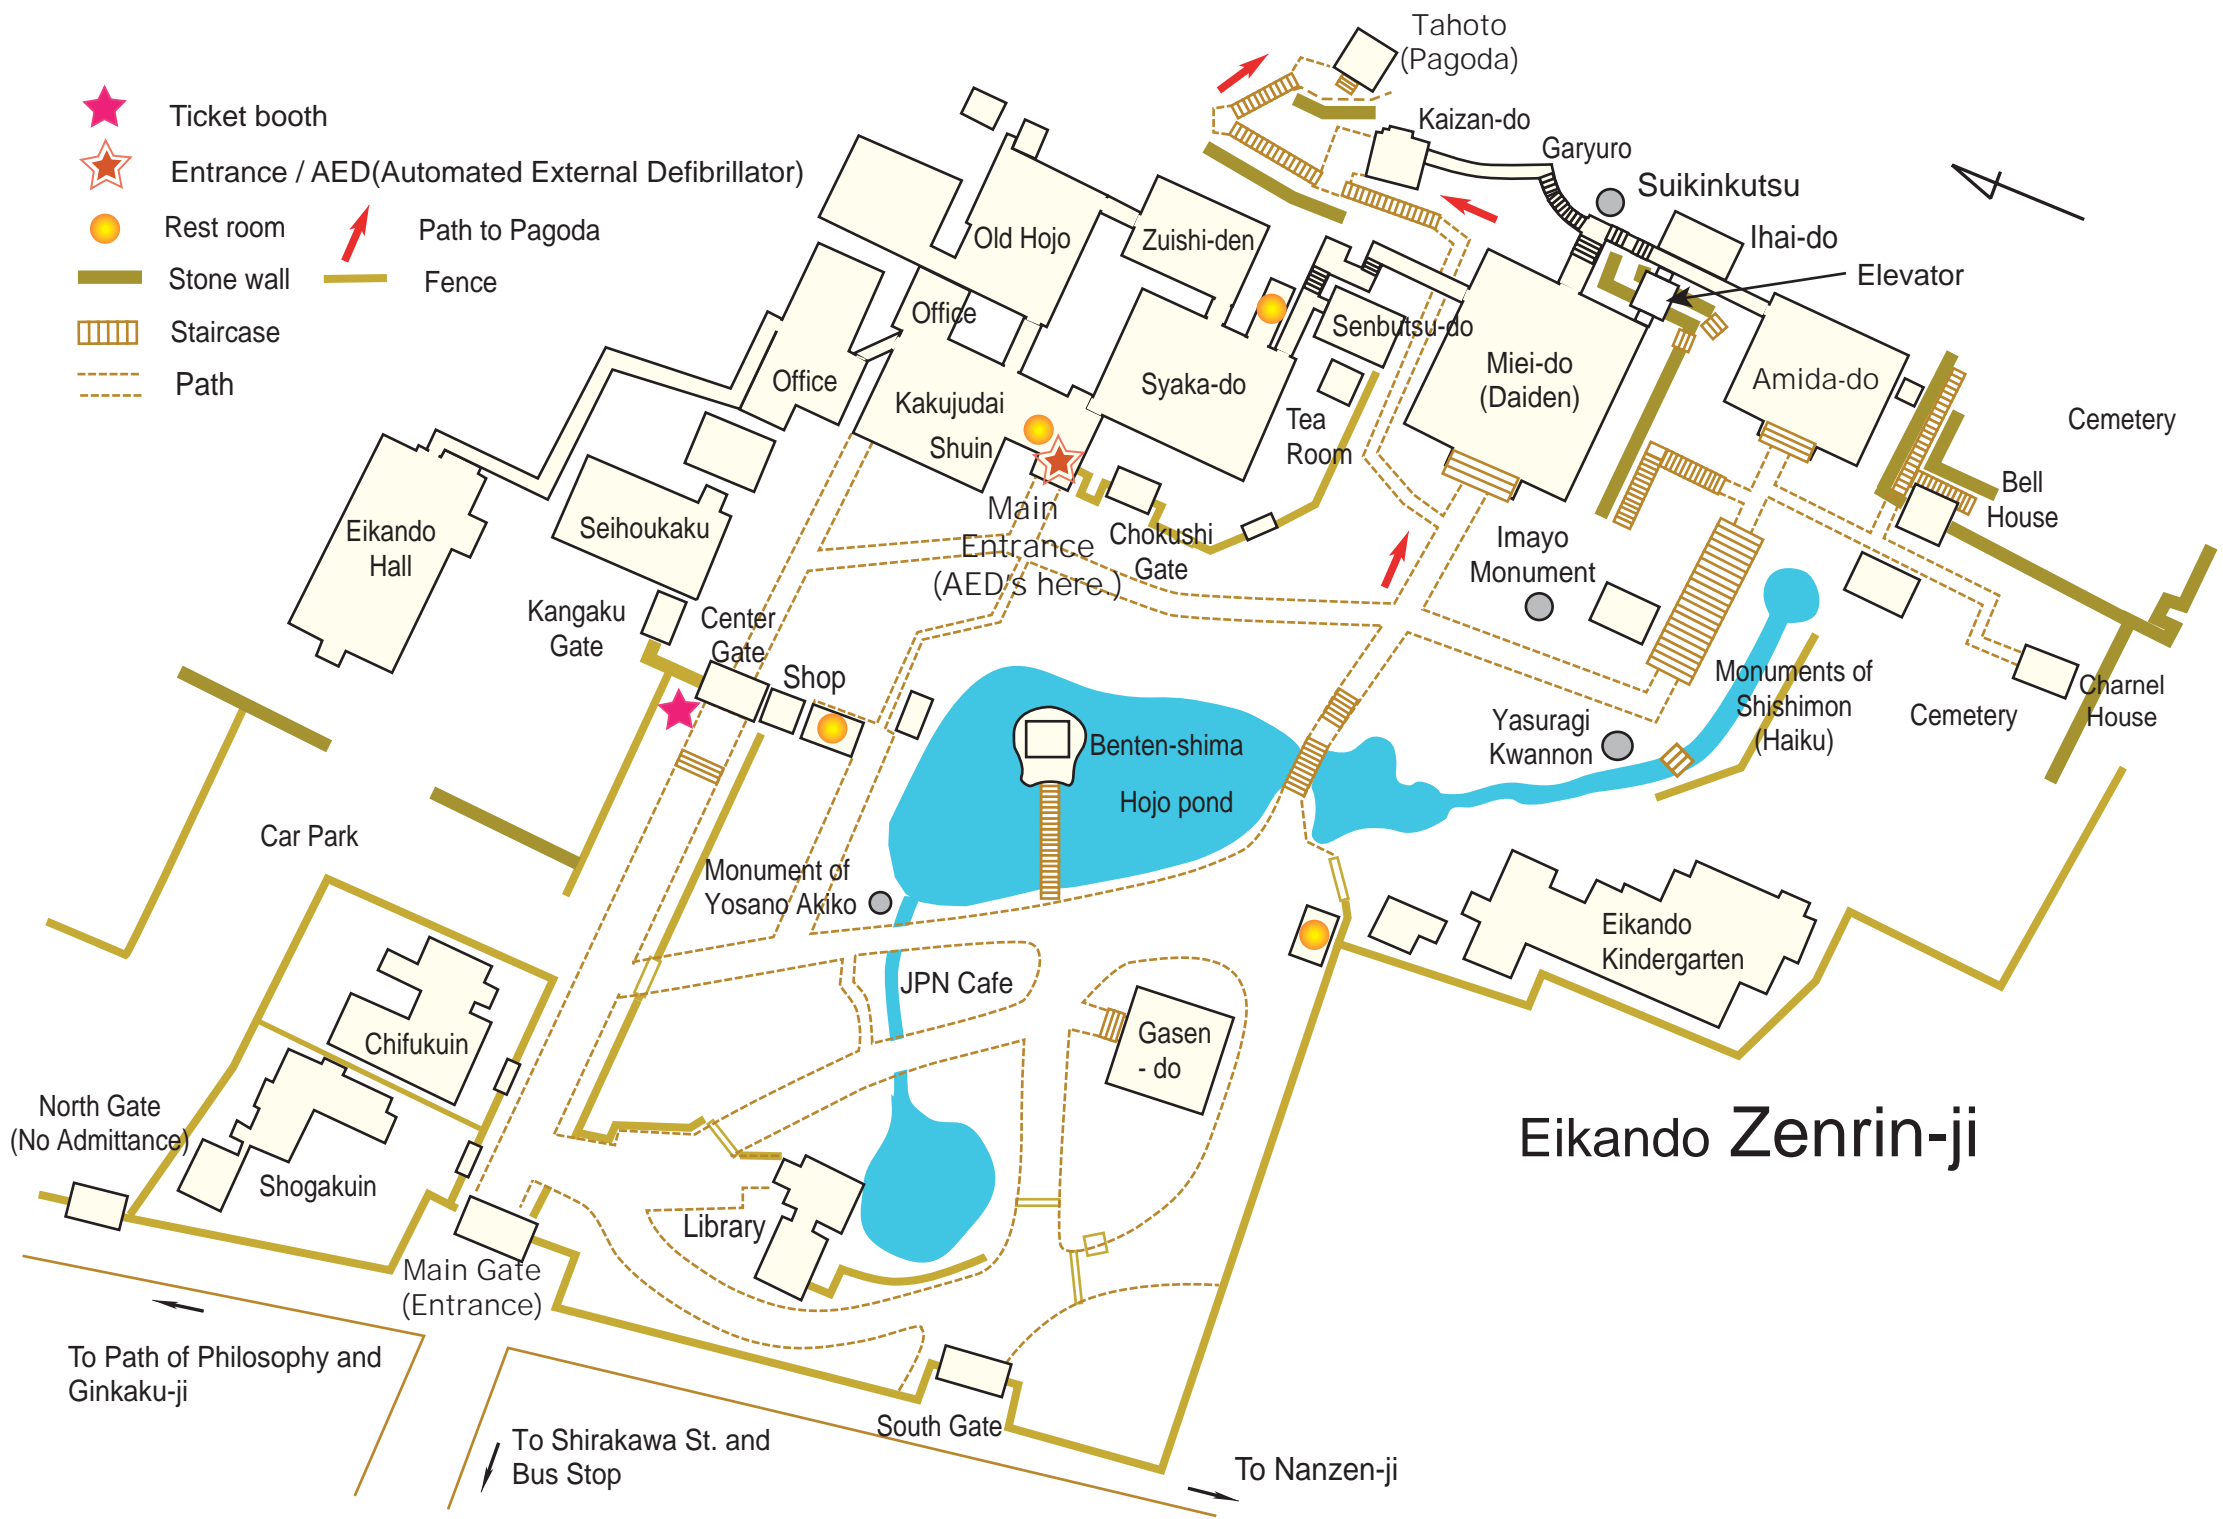 Tahoto
(Pagoda)
Ticket booth
Entrance / AED(Automated External Defibrillator)
Rest room
Path to Pagoda
Stone wall
Fence
Staircase
Path
Kaizan-do
Garyuro
Suikinkutsu
Ihai-do
Elevator
Old Hojo
Zuishi-den
Office
Senbutsu-do
Office
Kakujudai
Shuin
Syaka-do
Tea
Room
Miei-do
(Daiden)
Amida-do
Cemetery
Bell
House
Eikando
Hall
Seihoukaku
Main
Entrance
(AED's here.)
Chokushi
Gate
Imayo
Monument
Kangaku
Gate
Center
Gate
Shop
Monuments of
Shishimon
(Haiku)
Cemetery
Charnel
House
Yasuragi
Kwannon
Benten-shima
Hojo pond
Car Park
Monument of
Yosano Akiko
Eikando
Kindergarten
JPN Cafe
Gasen
- do
Chifukuin
North Gate
(No Admittance)
Shogakuin
Library
Eikando Zenrin-ji
Main Gate
(Entrance)
To Path of Philosophy and
Ginkaku-ji
South Gate
To Shirakawa St. and
Bus Stop
To Nanzen-ji